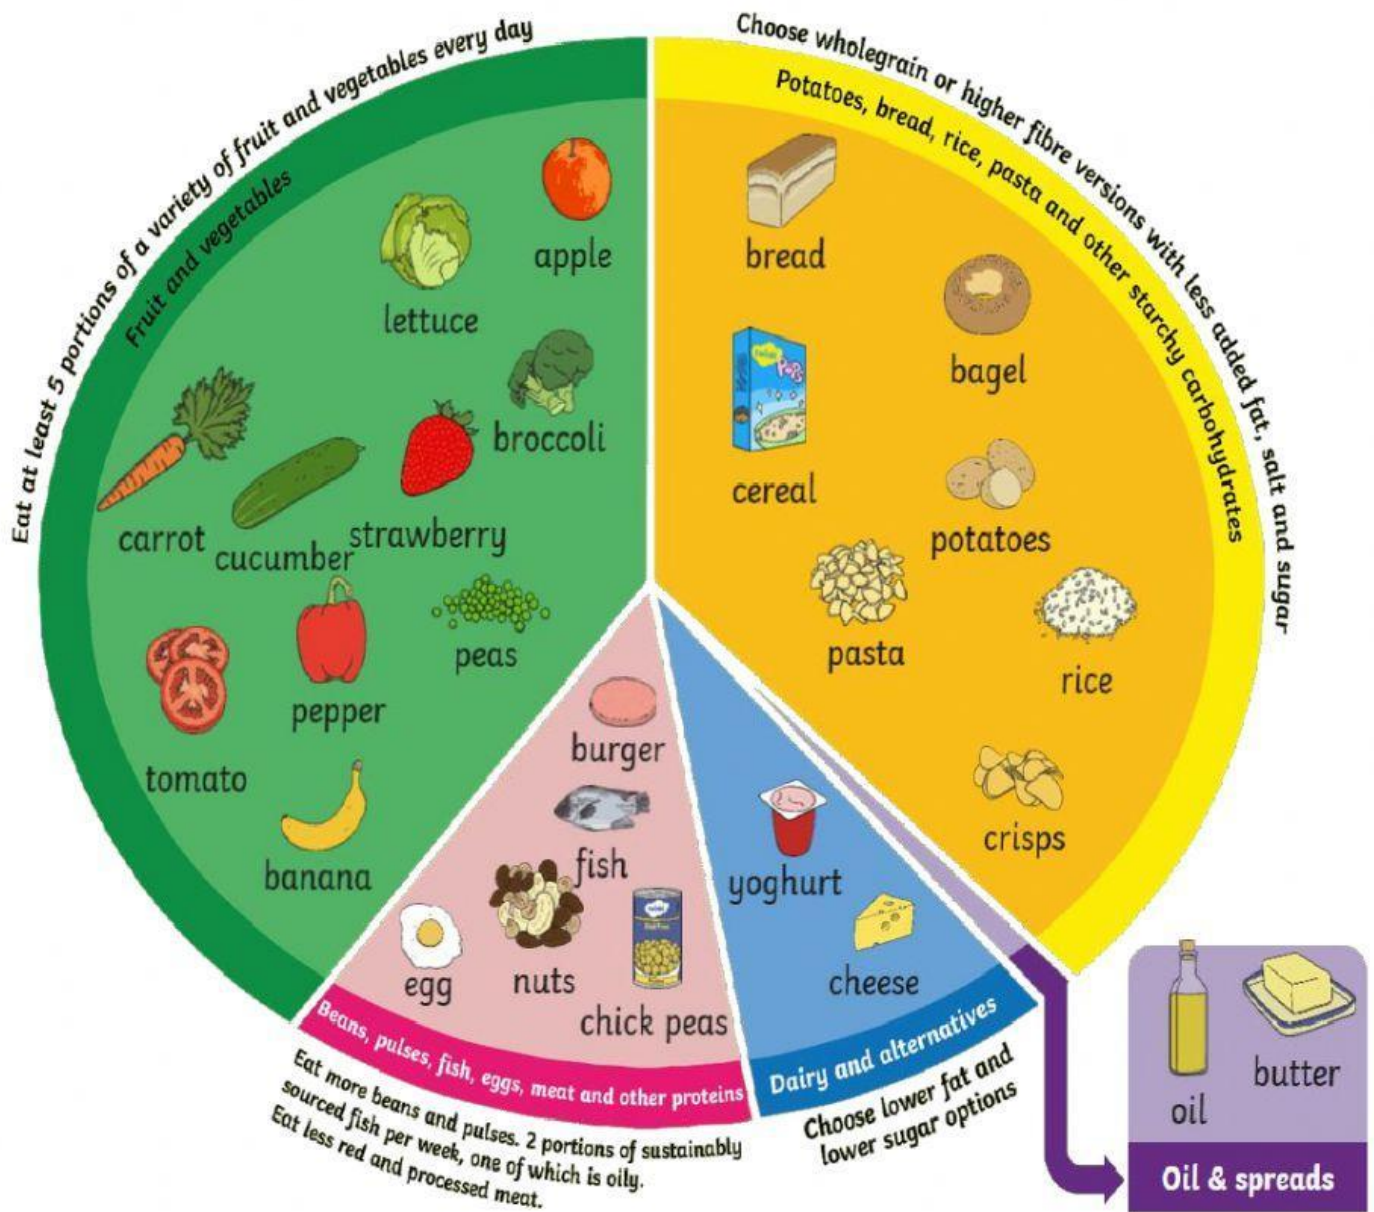 Eat at least 5 portions of a variety of fruit and vegetables every day
Fruit and vegetables
apple
lettuce
broccoli
carrot
cucumber
strawberry
peas
pepper
tomato
banana
Choose wholegrain or higher fibre versions with less added fat, salt and sugar
Potatoes, bread, rice, pasta and other starchy carbohydrates
bread
bagel
cereal
potatoes
pasta
rice
crisps
burger
fish
egg
nuts
chick peas
Beans, pulses, fish, eggs, meat and other proteins
Eat more beans and pulses. 2 portions of sustainably
sourced fish per week, one of which is oily.
Eat less red and processed meat.
yoghurt
cheese
Dairy and alternatives
Choose lower fat and
lower sugar options
oil
butter
Oil & spreads